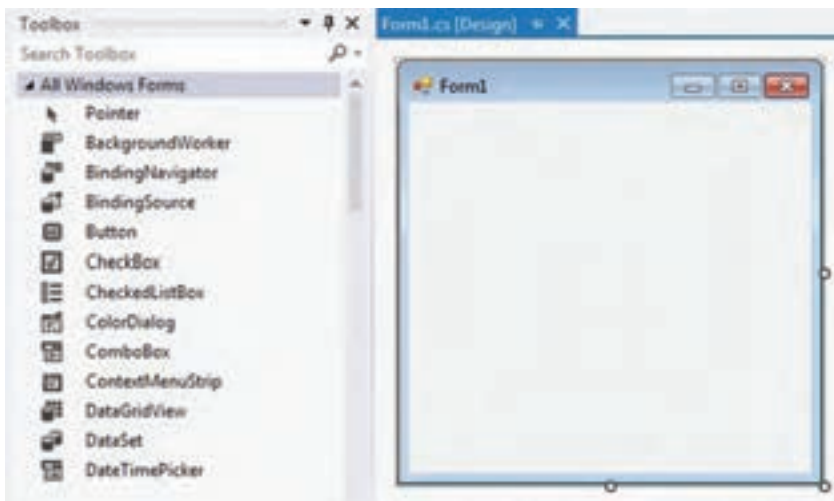 Toolbox
Search Toolbox
All Windows Forms
Pointer
BackgroundWorker
BindingNavigator
BindingSource
Button
CheckBox
CheckedListBox
ColorDialog
ComboBox
ContextMenuStrip
DataGridView
DataSet
DateTimePicker
Form1.cs [Design]
Form1